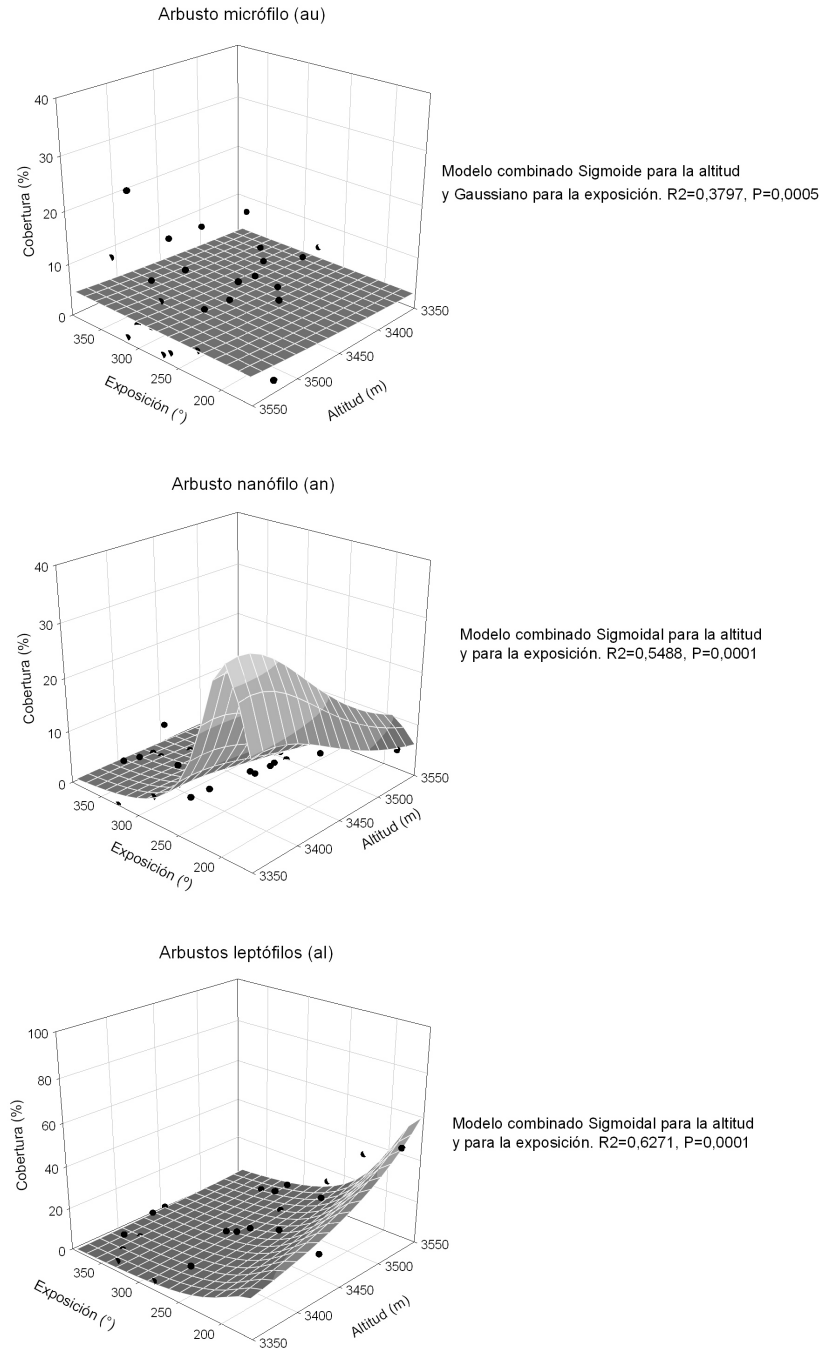 Arbusto micrófilo (au)
40
30
20
10
0
Cobertura (%)
350
300
250
200
Exposición (°)
3550
3500
3450
3400
3350
Altitud (m)
Modelo combinado Sigmoide para la altitud
y Gaussiano para la exposición. R2=0,3797, P=0,0005
Arbusto nanófilo (an)
40
30
20
10
0
Cobertura (%)
350
300
250
200
Exposición (º)
3350
3400
3450
3500
3550
Altitud (m)
Modelo combinado Sigmoidal para la altitud
y para la exposición. R2=0,5488, P=0,0001
Arbustos leptófilos (al)
100
80
60
40
20
0
Cobertura (%)
350
300
250
200
Exposición (°)
3350
3400
3450
3500
3550
Altitud (m)
Modelo combinado Sigmoidal para la altitud
y para la exposición. R2=0,6271, P=0,0001